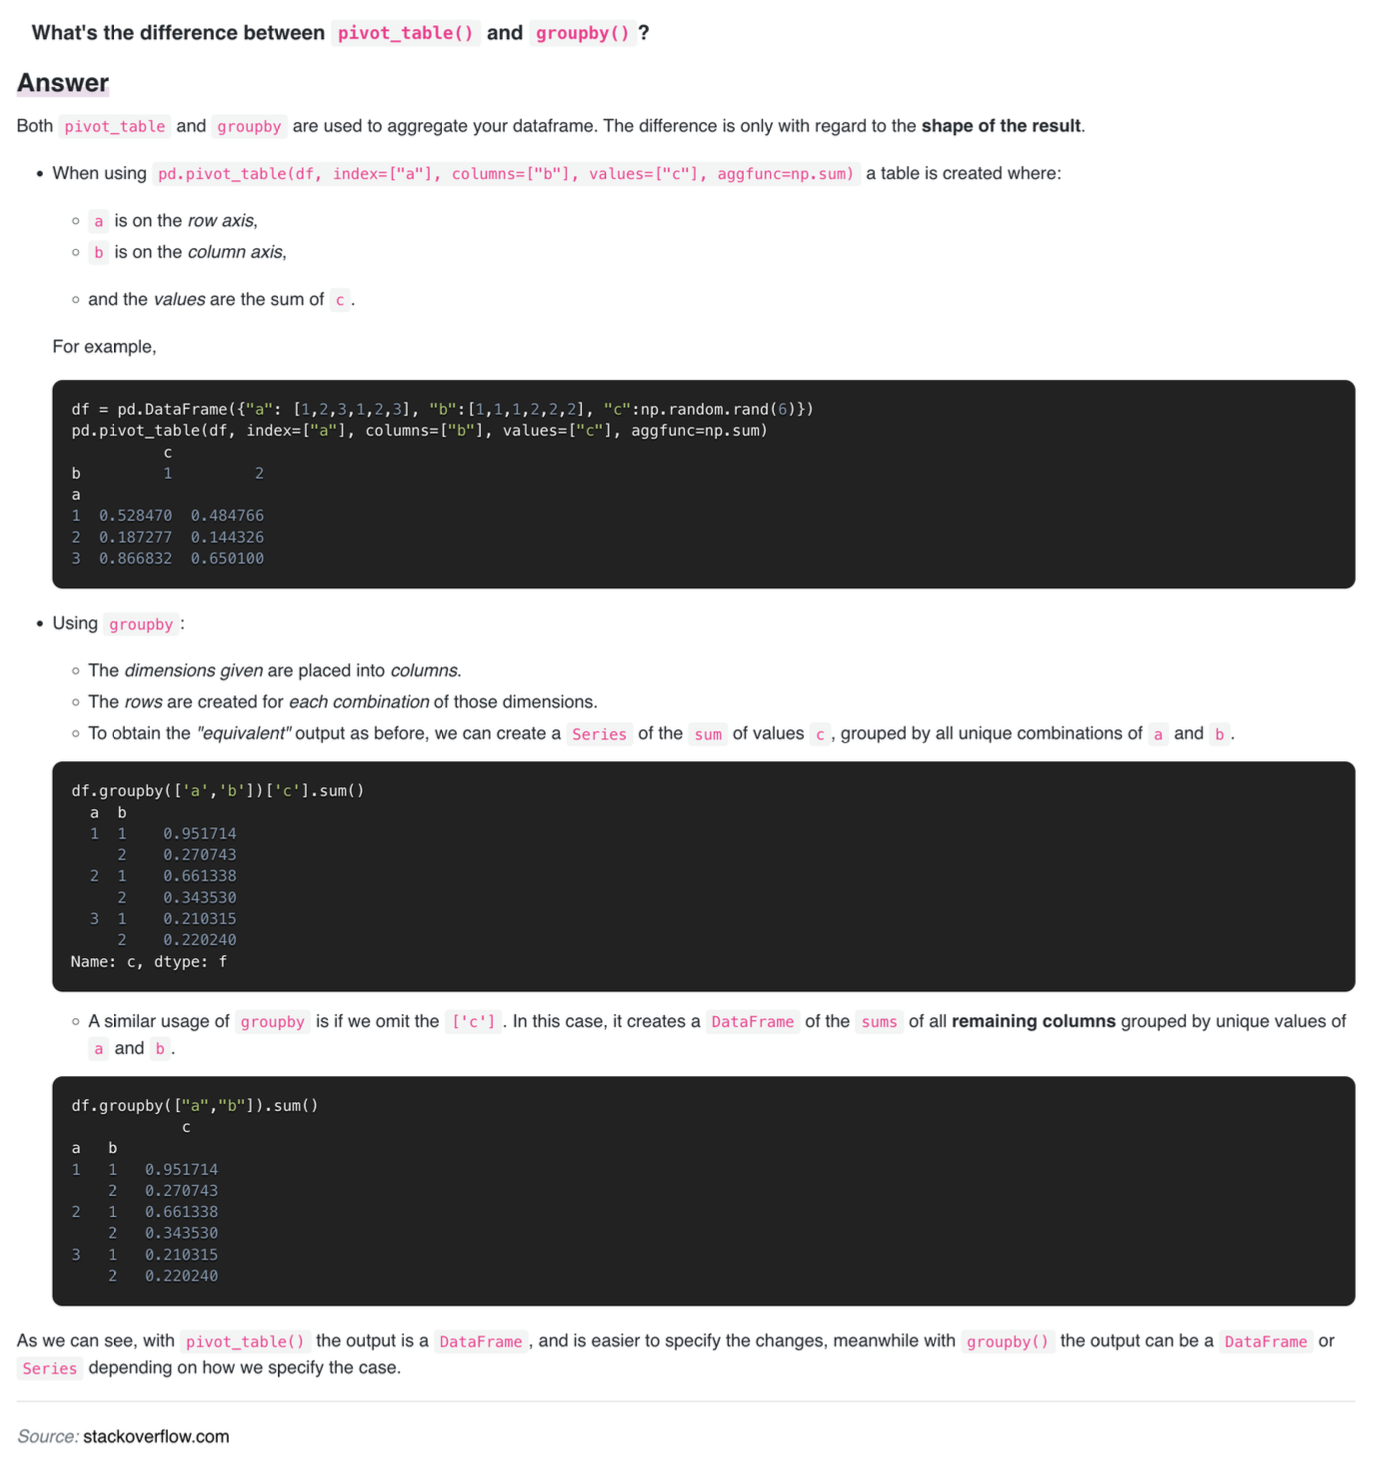 What's the difference between pivot_table() and groupby() ?
Answer
Both pivot_table and groupby are used to aggregate your dataframe. The difference is only with regard to the shape of the result.
• When using pd.pivot_table(df, index=["a"], columns=["b"], values=["c"], aggfunc=np.sum) a table is created where:
◦ a is on the row axis,
◦ b is on the column axis,
◦ and the values are the sum of c .
For example,
df = pd.DataFrame({"a": [1,2,3,1,2,3], "b":[1,1,1,2,2,2], "c":np.random.rand(6)})
pd.pivot_table(df, index=["a"], columns=["b"], values=["c"], aggfunc=np.sum)
          c
b         1         2
a
1  0.528470  0.484766
2  0.187277  0.144326
3  0.866832  0.650100
• Using groupby :
◦ The dimensions given are placed into columns.
◦ The rows are created for each combination of those dimensions.
◦ To obtain the "equivalent" output as before, we can create a Series of the sum of values c , grouped by all unique combinations of a and b .
df.groupby(['a','b'])['c'].sum()
  a  b
  1  1    0.951714
     2    0.270743
  2  1    0.661338
     2    0.343530
  3  1    0.210315
     2    0.220240
Name: c, dtype: f
◦ A similar usage of groupby is if we omit the ['c'] . In this case, it creates a DataFrame of the sums of all remaining columns grouped by unique values of
a and b .
df.groupby(["a","b"]).sum()
            c
a   b
1   1   0.951714
    2   0.270743
2   1   0.661338
    2   0.343530
3   1   0.210315
    2   0.220240
As we can see, with pivot_table() the output is a DataFrame , and is easier to specify the changes, meanwhile with groupby() the output can be a DataFrame or
Series depending on how we specify the case.
Source: stackoverflow.com